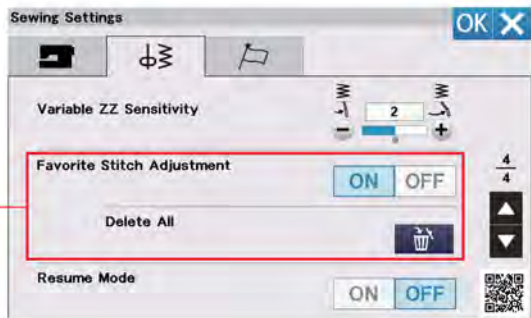 Sewing Settings
OK
Variable ZZ Sensitivity
2
Favorite Stitch Adjustment
ON OFF
4
4
Delete All
Resume Mode
ON OFF